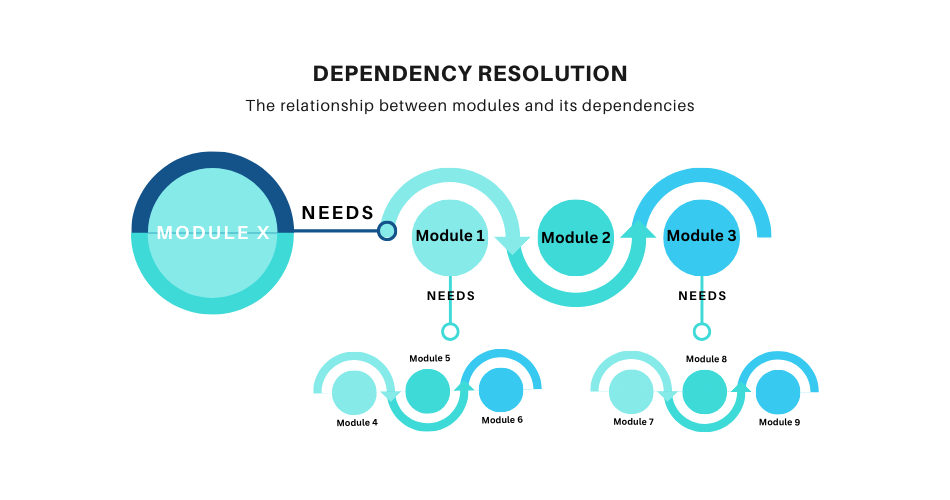 DEPENDENCY RESOLUTION
The relationship between modules and its dependencies
MODULE X
NEEDS
Module 1
Module 2
Module 3
NEEDS
NEEDS
Module 5
Module 4
Module 6
Module 8
Module 7
Module 9